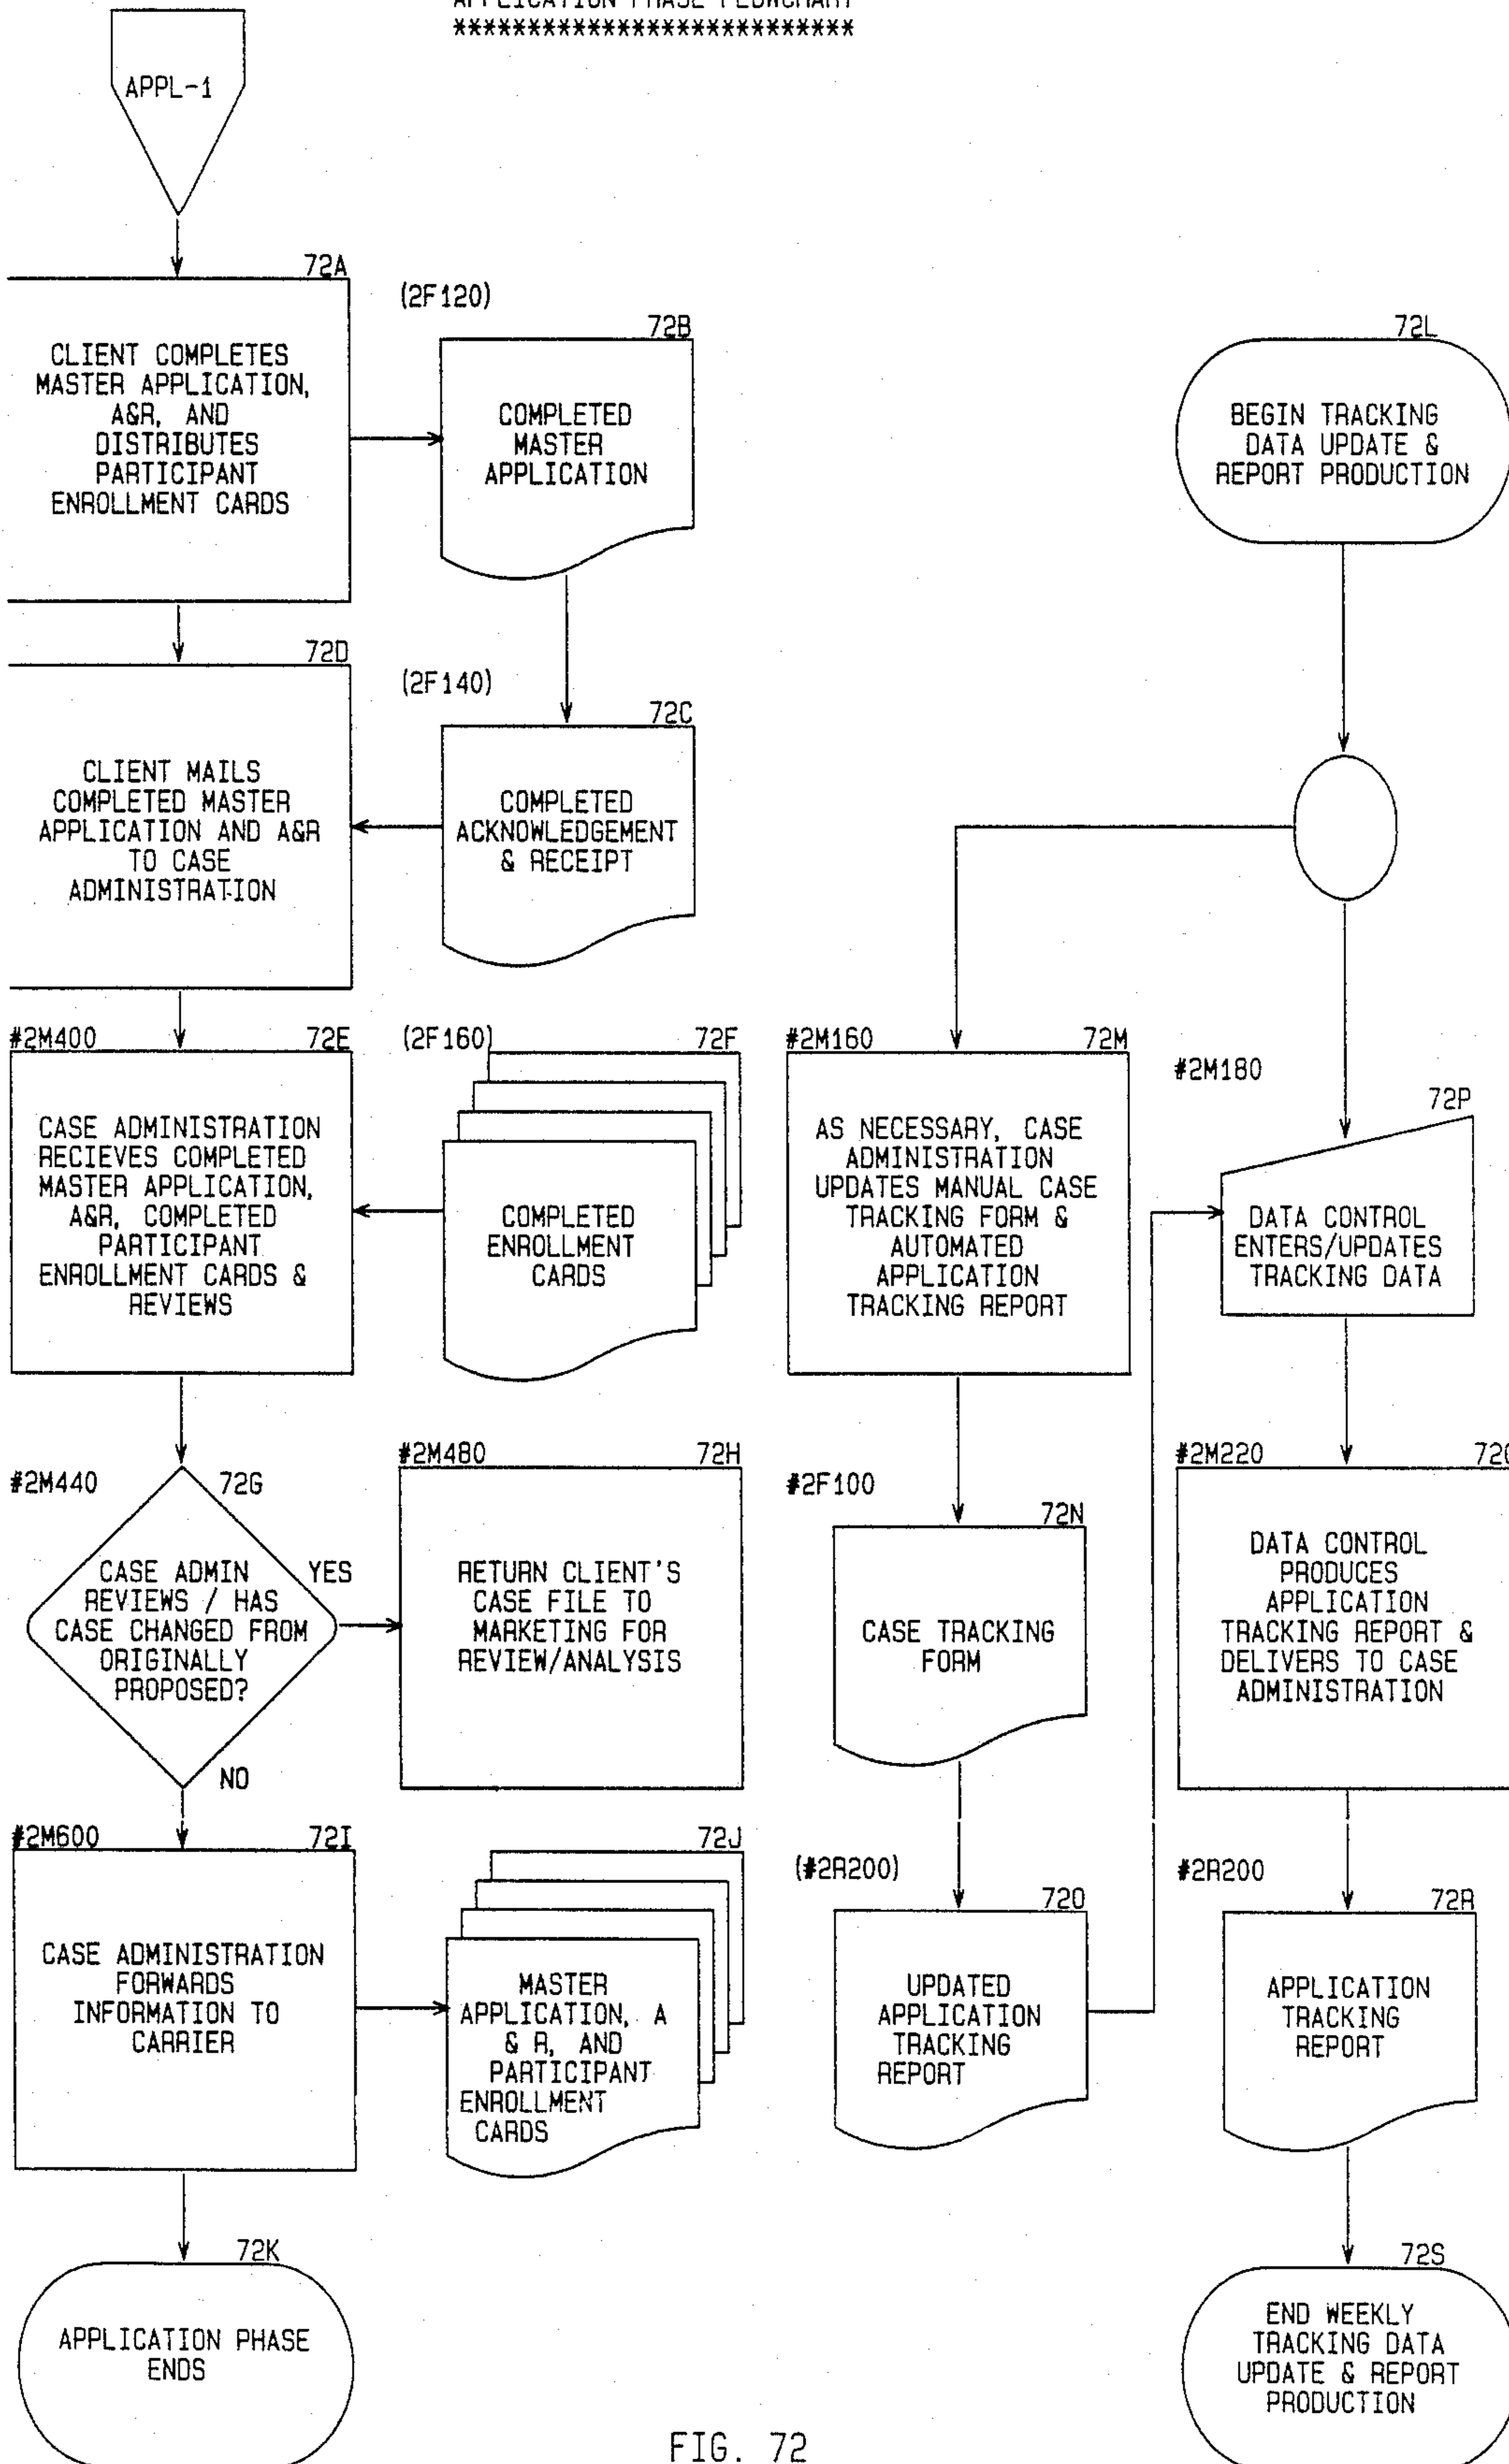 APPLICATION PHASE FLOWCHART
***************************
APPL-1
72A
CLIENT COMPLETES
MASTER APPLICATION,
A&R, AND
DISTRIBUTES
PARTICIPANT
ENROLLMENT CARDS
(2F120)
72B
COMPLETED
MASTER
APPLICATION
72D
CLIENT MAILS
COMPLETED MASTER
APPLICATION AND A&R
TO CASE
ADMINISTRATION
(2F140)
72C
COMPLETED
ACKNOWLEDGEMENT
& RECEIPT
#2M400
72E
CASE ADMINISTRATION
RECIEVES COMPLETED
MASTER APPLICATION,
A&R, COMPLETED
PARTICIPANT
ENROLLMENT CARDS &
REVIEWS
(2F160)
72F
COMPLETED
ENROLLMENT
CARDS
#2M440
72G
CASE ADMIN
REVIEWS / HAS
CASE CHANGED FROM
ORIGINALLY
PROPOSED?
YES
NO
#2M480
72H
RETURN CLIENT'S
CASE FILE TO
MARKETING FOR
REVIEW/ANALYSIS
#2M600
72I
CASE ADMINISTRATION
FORWARDS
INFORMATION TO
CARRIER
72J
MASTER
APPLICATION, A
& R, AND
PARTICIPANT
ENROLLMENT
CARDS
72K
APPLICATION PHASE
ENDS
72L
BEGIN TRACKING
DATA UPDATE &
REPORT PRODUCTION
#2M160
72M
AS NECESSARY, CASE
ADMINISTRATION
UPDATES MANUAL CASE
TRACKING FORM &
AUTOMATED
APPLICATION
TRACKING REPORT
#2F100
72N
CASE TRACKING
FORM
(#2R200)
72O
UPDATED
APPLICATION
TRACKING
REPORT
#2M180
72P
DATA CONTROL
ENTERS/UPDATES
TRACKING DATA
#2M220
DATA CONTROL
PRODUCES
APPLICATION
TRACKING REPORT &
DELIVERS TO CASE
ADMINISTRATION
#2R200
72R
APPLICATION
TRACKING
REPORT
72S
END WEEKLY
TRACKING DATA
UPDATE & REPORT
PRODUCTION
FIG. 72